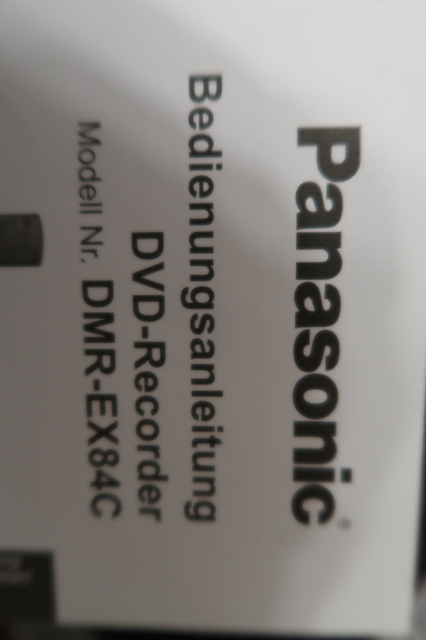 Panasonic®
Bedienungsanleitung
DVD-Recorder
Modell Nr. DMR-EX84C